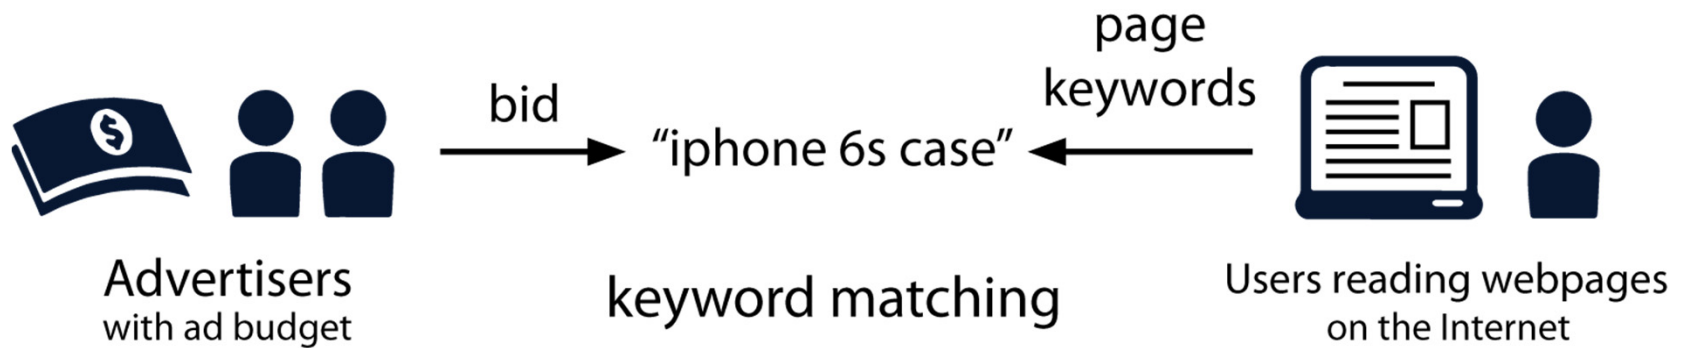 bid
page
keywords
“iphone 6s case”
$
Advertisers
with ad budget
keyword matching
Users reading webpages
on the Internet